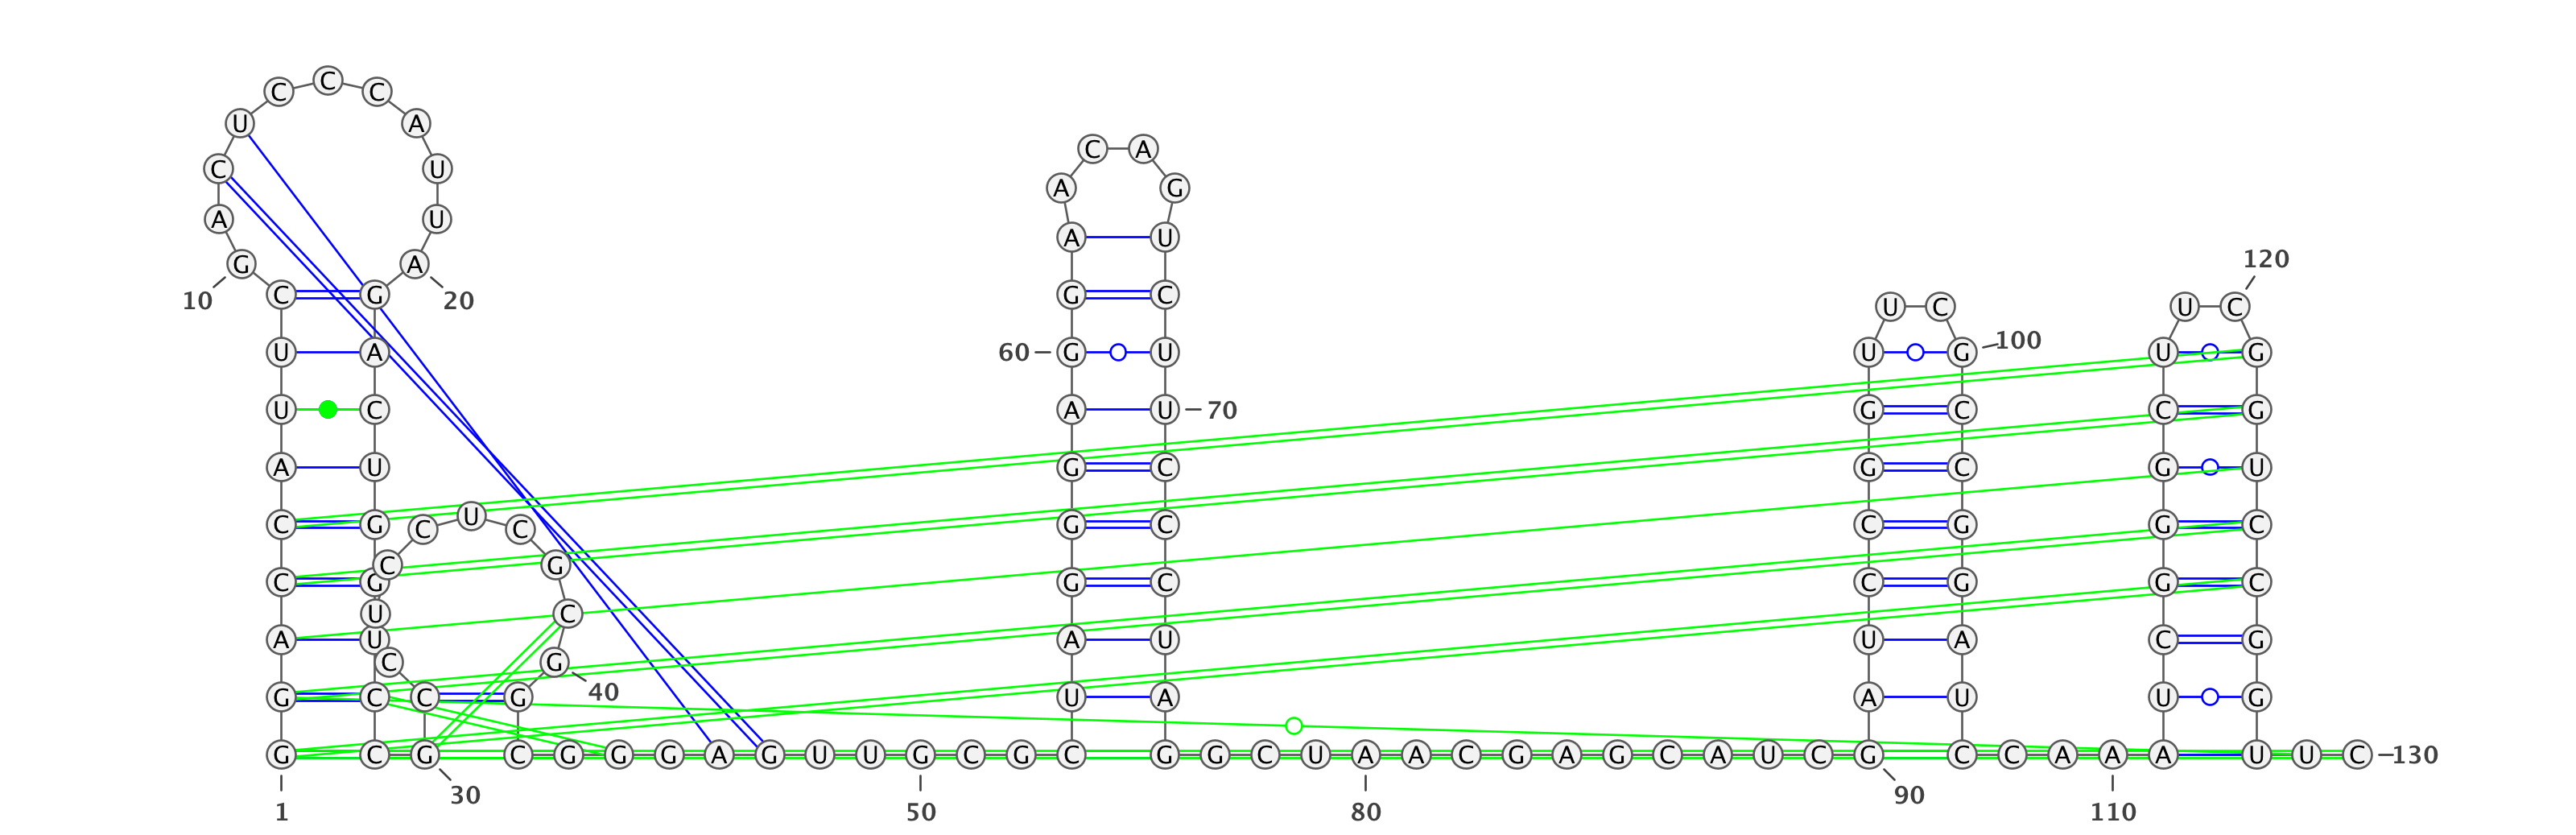 C
C C
U A
C A
C U
A G
A U
A U
120
G A
10 C G 20 G C
U C U C
U A 60 G U U G 100 U G
U C A U 70 G C C G
A U G C G C G U
C U C
C G G C C G G C
C G
C G G C C G G C
U C
A U A U U A C G
C G
G C C G 40 U A A U U G
G C G C G G G A G U U G C G C G G C U A A C G A G C A U C G C C A A A U U C 130
30 90
1 50 80 110